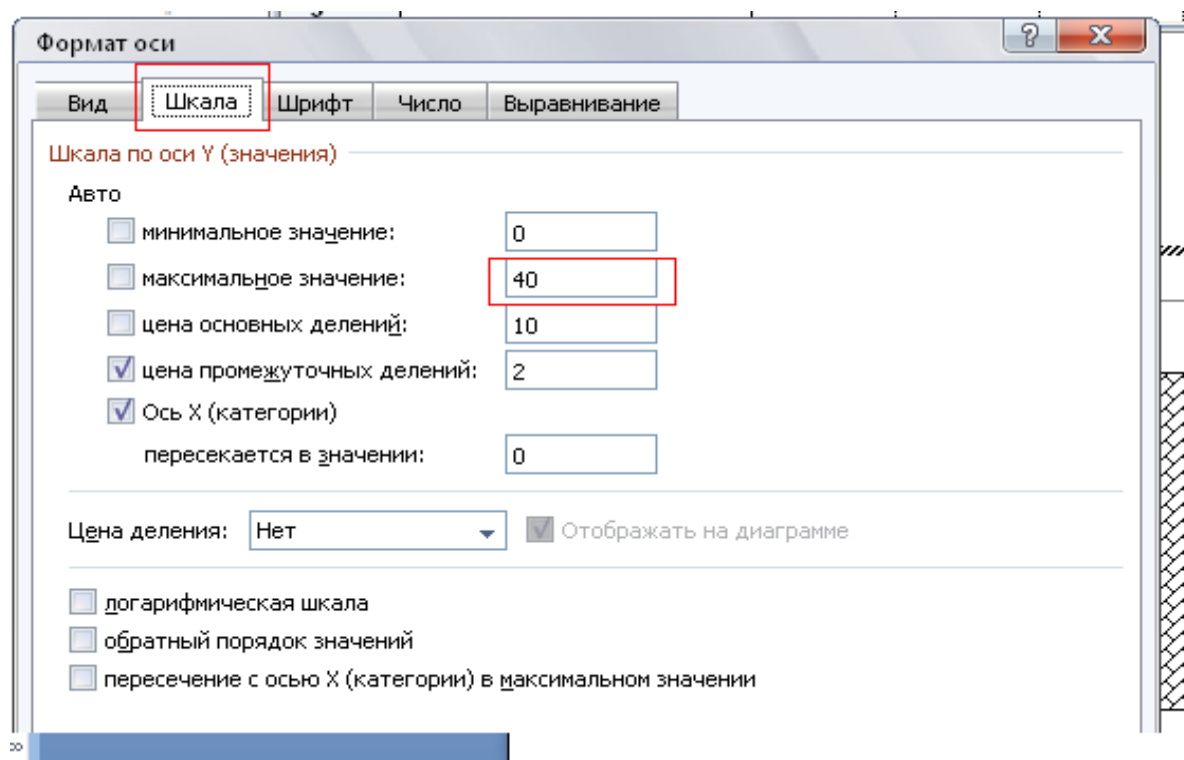 Формат оси
Вид Шкала Шрифт Число Выравнивание
Шкала по оси Y (значения)
Авто
минимальное значение: 0
максимальное значение: 40
цена основных делений: 10
цена промежуточных делений: 2
Ось X (категории)
пересекается в значении: 0
Цена деления: Нет Отображать на диаграмме
логарифмическая шкала
обратный порядок значений
пересечение с осью X (категории) в максимальном значении